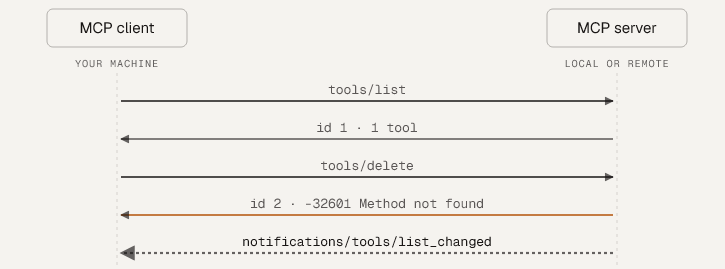 MCP client
MCP server
YOUR MACHINE
LOCAL OR REMOTE
tools/list
id 1 · 1 tool
tools/delete
id 2 · -32601 Method not found
notifications/tools/list_changed